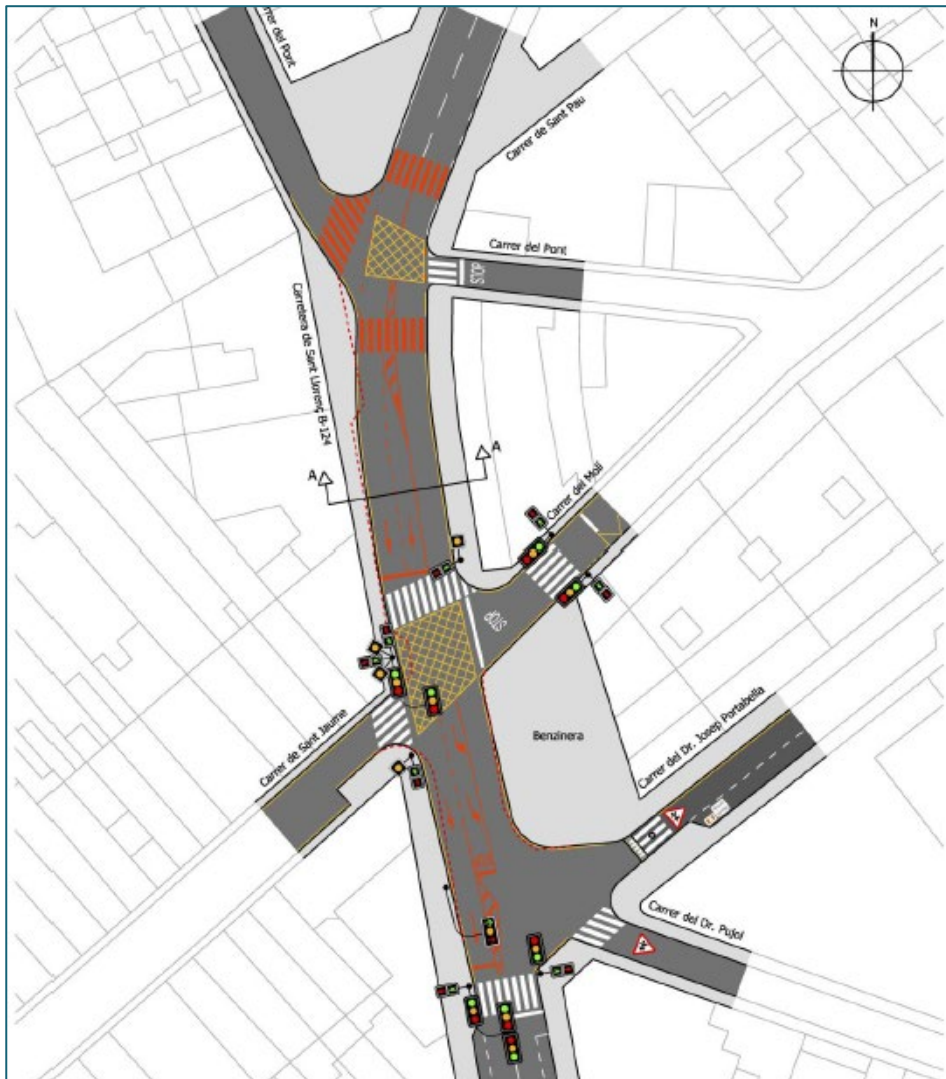 N
Carrer del Pont
Carrer de Sant Pau
Carrer del Pont
STOP
Carretera de Sant Llorenç B-124
A
A
Carrer del Molí
STOP
Carrer de Sant Jaume
Benzinera
Carrer del Dr. Josep Portabella
Carrer del Dr. Pujol